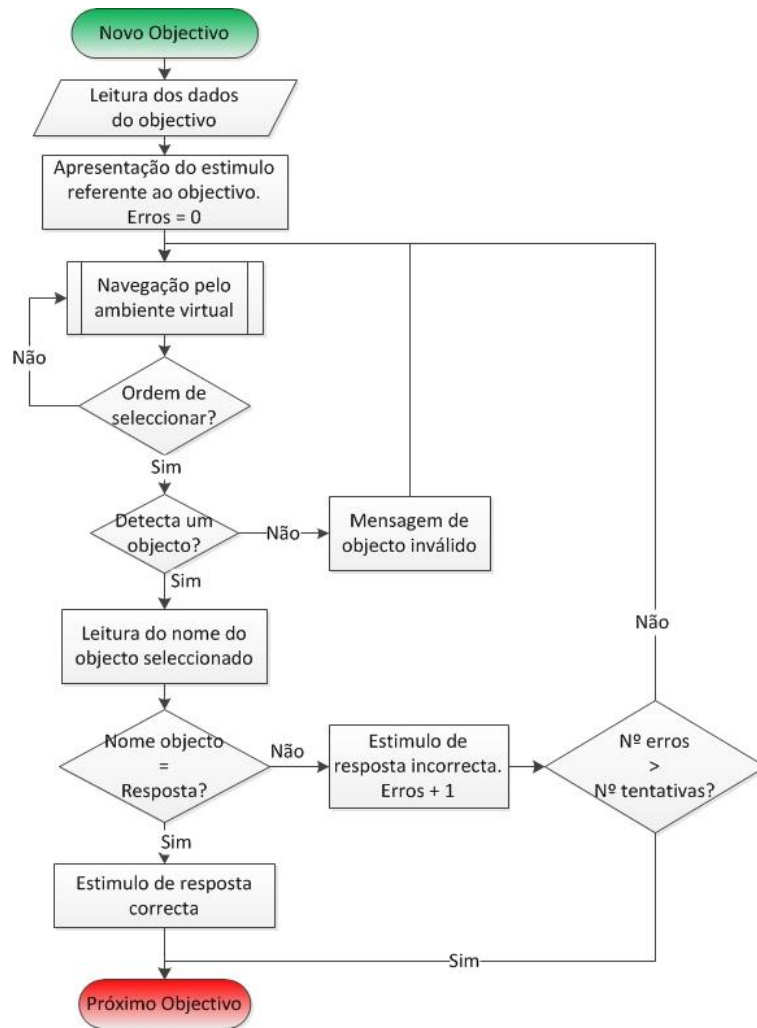 Novo Objectivo
Leitura dos dados
do objectivo
Apresentação do estimulo
referente ao objectivo.
Erros = 0
Navegação pelo
ambiente virtual
Não
Ordem de
seleccionar?
Sim
Detecta um
objecto?
Não
Mensagem de
objecto inválido
Sim
Leitura do nome do
objecto seleccionado
Não
Nome objecto
=
Resposta?
Não
Estimulo de
resposta incorrecta.
Erros + 1
Nº erros
>
Nº tentativas?
Sim
Estimulo de resposta
correcta
Sim
Próximo Objectivo